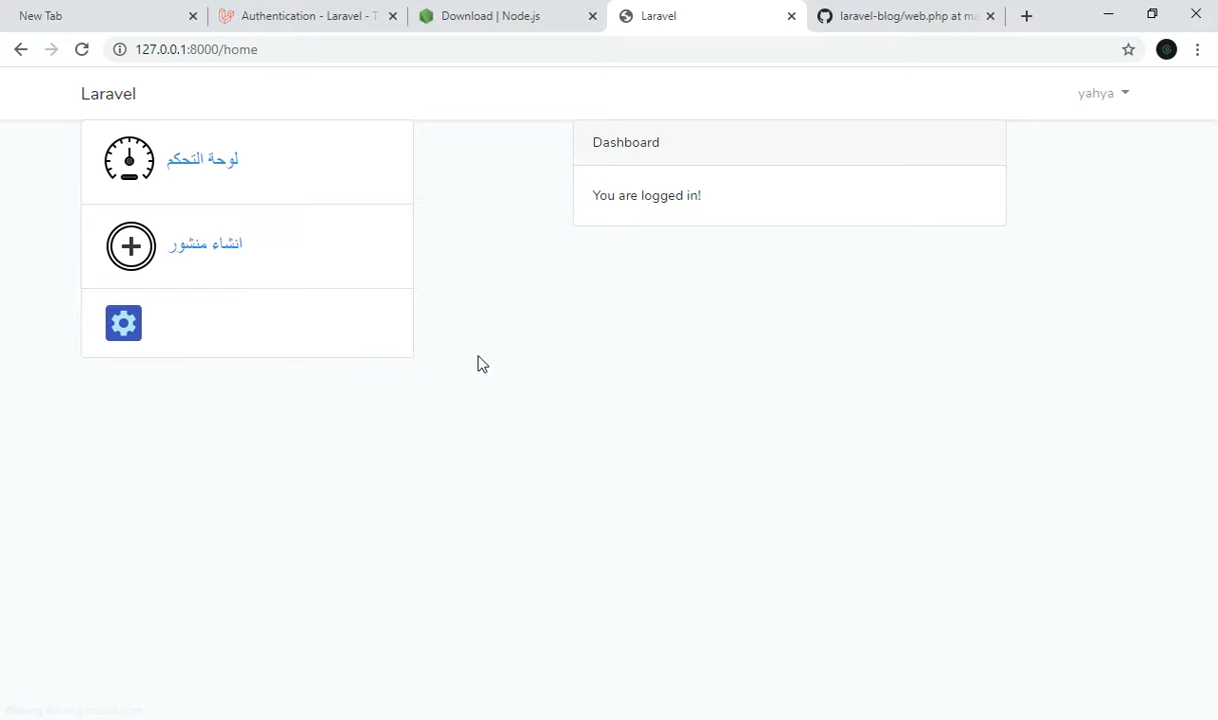 New Tab
Authentication - Laravel - T
Download | Node.js
Laravel
laravel-blog/web.php at ma
127.0.0.1:8000/home
Laravel
yahya
لوحة التحكم
انشاء منشور
Dashboard
You are logged in!